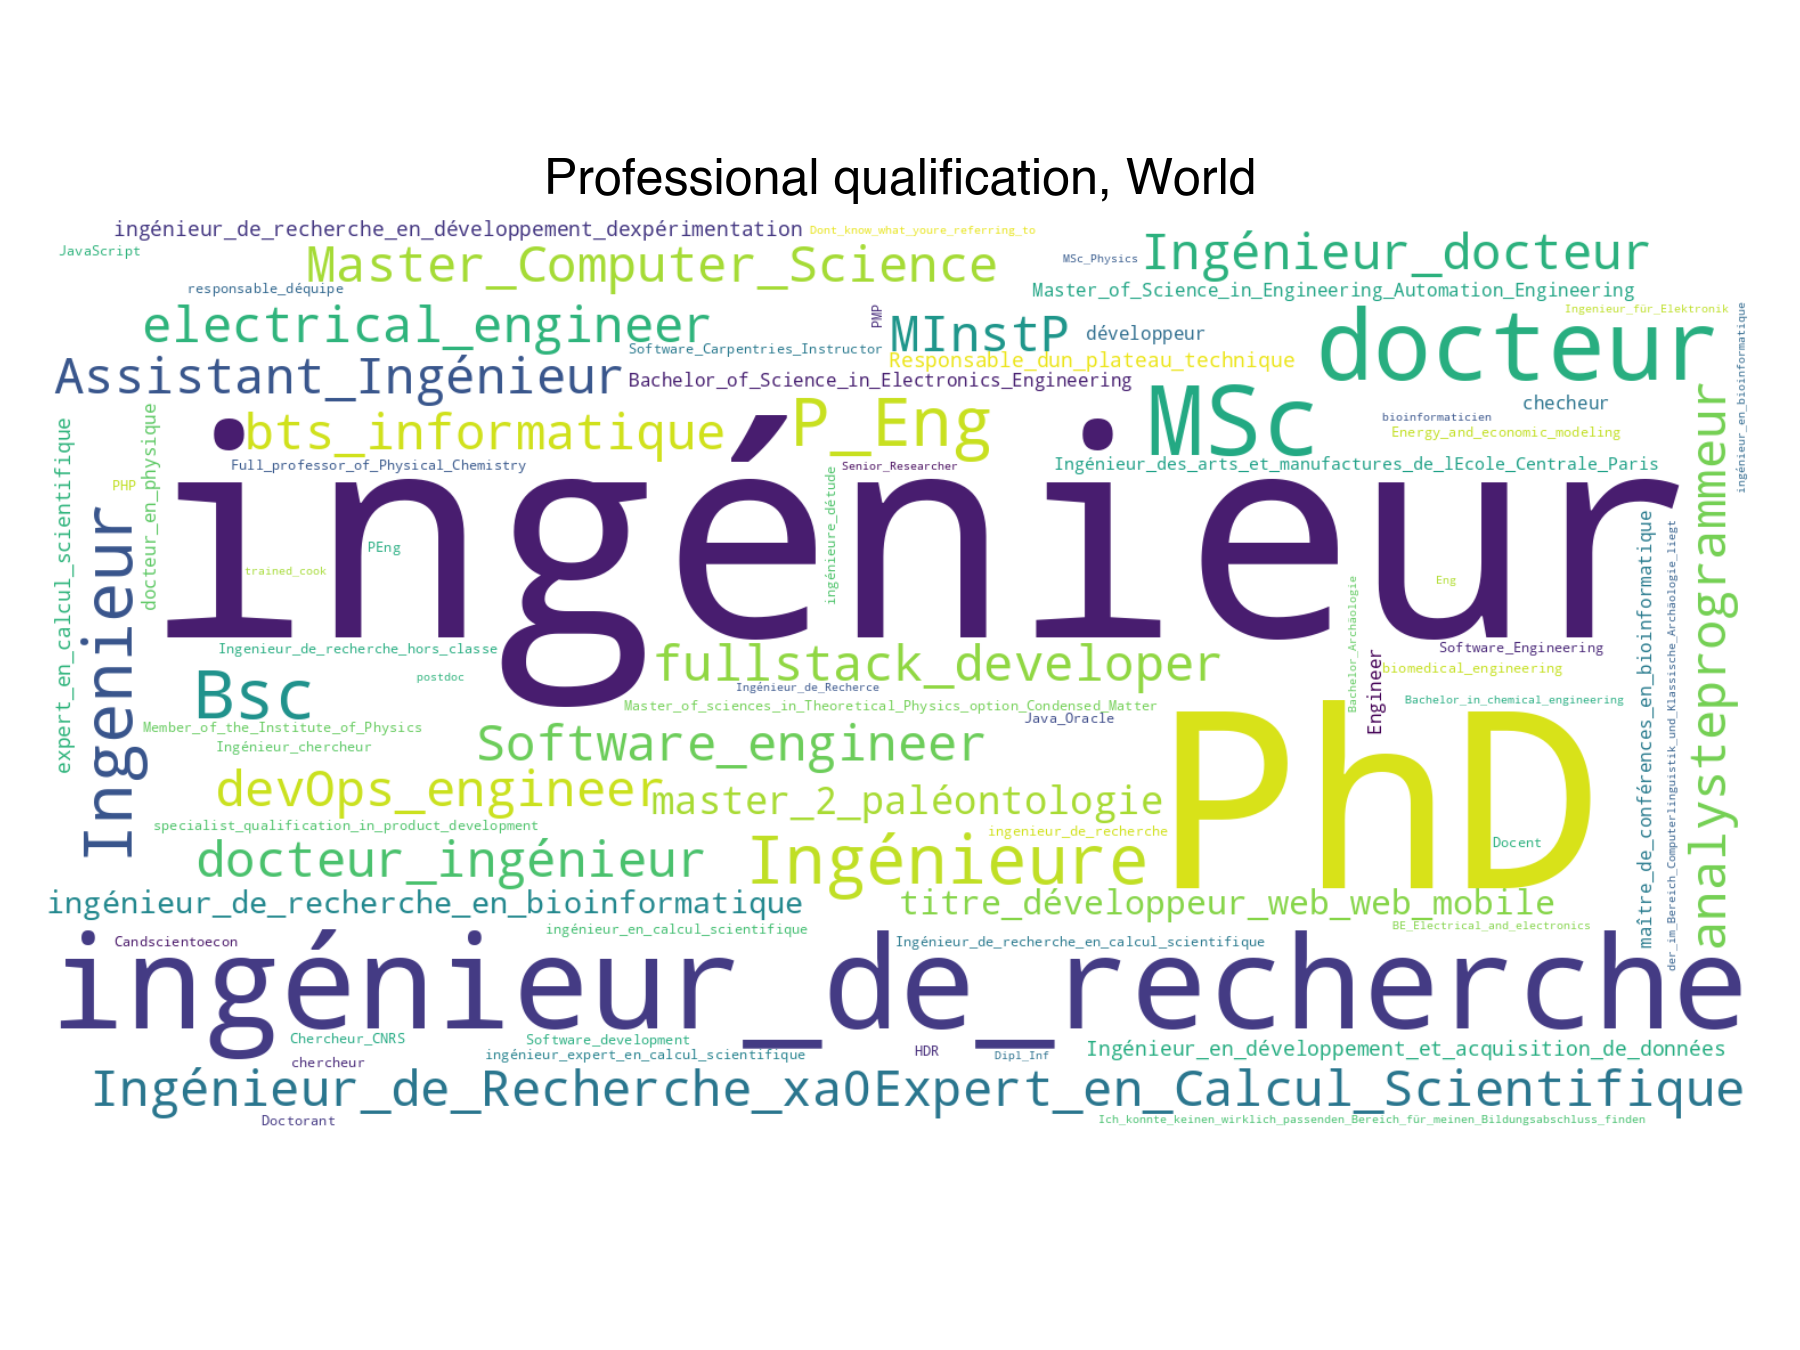 Professional qualification, World
ingénieur_de_recherche_en_développement_dexpérimentation
Dont_know_what_youre_referring_to
JavaScript
Master_Computer_Science
MSc_Physics
Ingénieur_docteur
responsable_déquipe
Master_of_Science_in_Engineering_Automation_Engineering
electrical_engineer
PMP
MInstP
développeur
Ingenieur_für_Elektronik
docteur
ingénieur_en_bioinformatique
Software_Carpentries_Instructor
Responsable_dun_plateau_technique
Assistant_Ingénieur
Bachelor_of_Science_in_Electronics_Engineering
MSc
checheur
bts_informatique
P_Eng
bioinformaticien
Energy_and_economic_modeling
expert_en_calcul_scientifique
docteur_en_physique
Full_professor_of_Physical_Chemistry
Senior_Researcher
Ingénieur_des_arts_et_manufactures_de_lEcole_Centrale_Paris
analysteprogrammeur
PHP
ingénieur
ingénieure_détude
Ingenieur
PEng
trained_cook
Eng
Bachelor_Archäologie
maître_de_conférences_en_bioinformatique
der_im_Bereich_Computerlinguistik_und_Klassische_Archäologie_liegt
Ingenieur_de_recherche_hors_classe
fullstack_developer
Software_Engineering
Engineer
biomedical_engineering
postdoc
Bsc
Ingénieur_de_Recherce
Bachelor_in_chemical_engineering
Master_of_sciences_in_Theoretical_Physics_option_Condensed_Matter
Java_Oracle
Member_of_the_Institute_of_Physics
Ingénieur_chercheur
Software_engineer
PhD
devOps_engineer
master_2_paléontologie
specialist_qualification_in_product_development
ingenieur_de_recherche
Docent
docteur_ingénieur
Ingénieure
ingénieur_de_recherche_en_bioinformatique
titre_développeur_web_web_mobile
ingénieur_en_calcul_scientifique
BE_Electrical_and_electronics
Candscientoecon
Ingénieur_de_recherche_en_calcul_scientifique
ingénieur_de_recherche
Chercheur_CNRS
Software_development
chercheur
ingénieur_expert_en_calcul_scientifique
HDR
Dipl_Inf
Ingénieur_en_développement_et_acquisition_de_données
Ingénieur_de_Recherche_xa0Expert_en_Calcul_Scientifique
Doctorant
Ich_konnte_keinen_wirklich_passenden_Bereich_für_meinen_Bildungsabschluss_finden